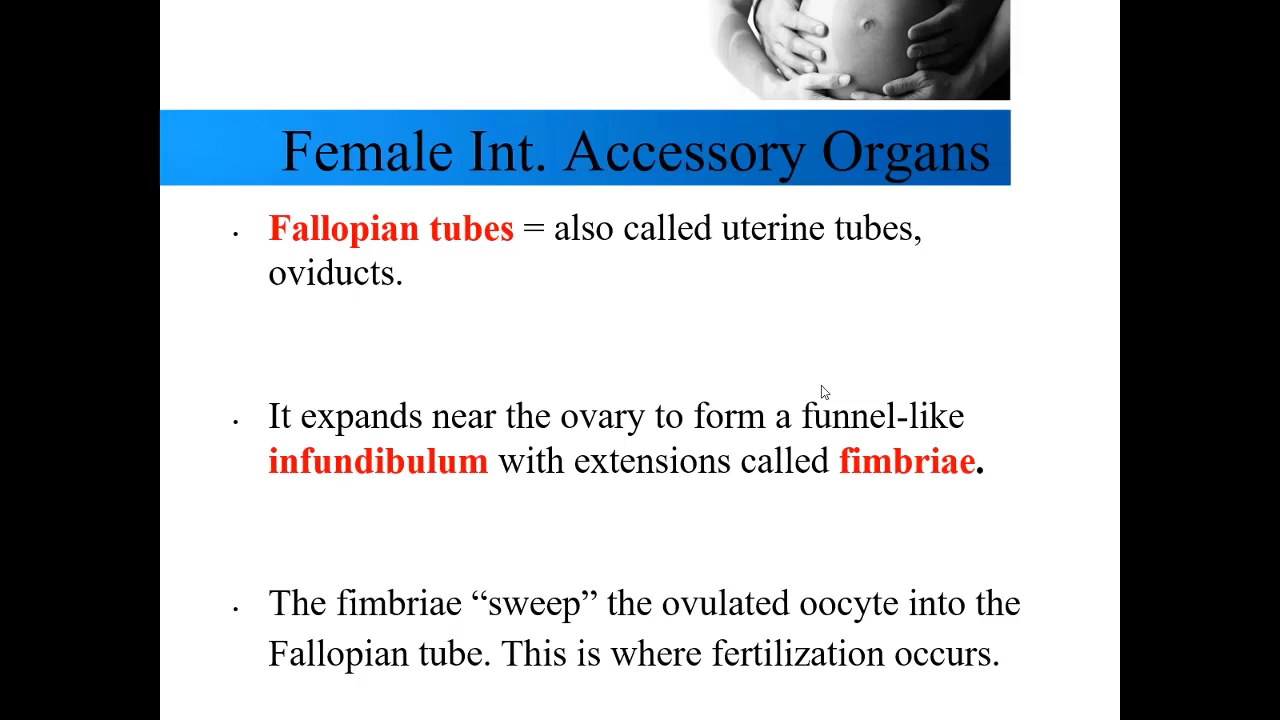 Female Int. Accessory Organs
• Fallopian tubes = also called uterine tubes,
oviducts.
• It expands near the ovary to form a funnel-like
infundibulum with extensions called fimbriae.
• The fimbriae “sweep” the ovulated oocyte into the
Fallopian tube. This is where fertilization occurs.